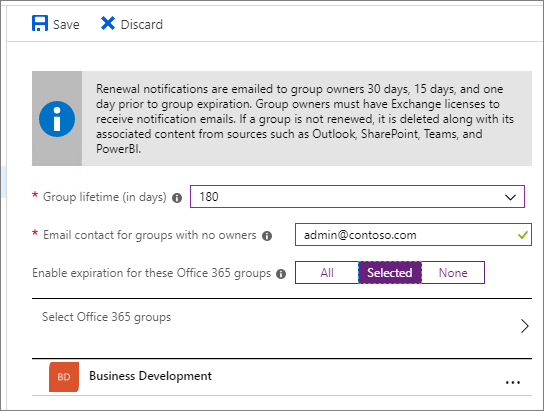 Save Discard
Renewal notifications are emailed to group owners 30 days, 15 days, and one
day prior to group expiration. Group owners must have Exchange licenses to
receive notification emails. If a group is not renewed, it is deleted along with its
associated content from sources such as Outlook, SharePoint, Teams, and
PowerBI.
* Group lifetime (in days) 180
* Email contact for groups with no owners admin@contoso.com
Enable expiration for these Office 365 groups All Selected None
Select Office 365 groups
BD Business Development ...